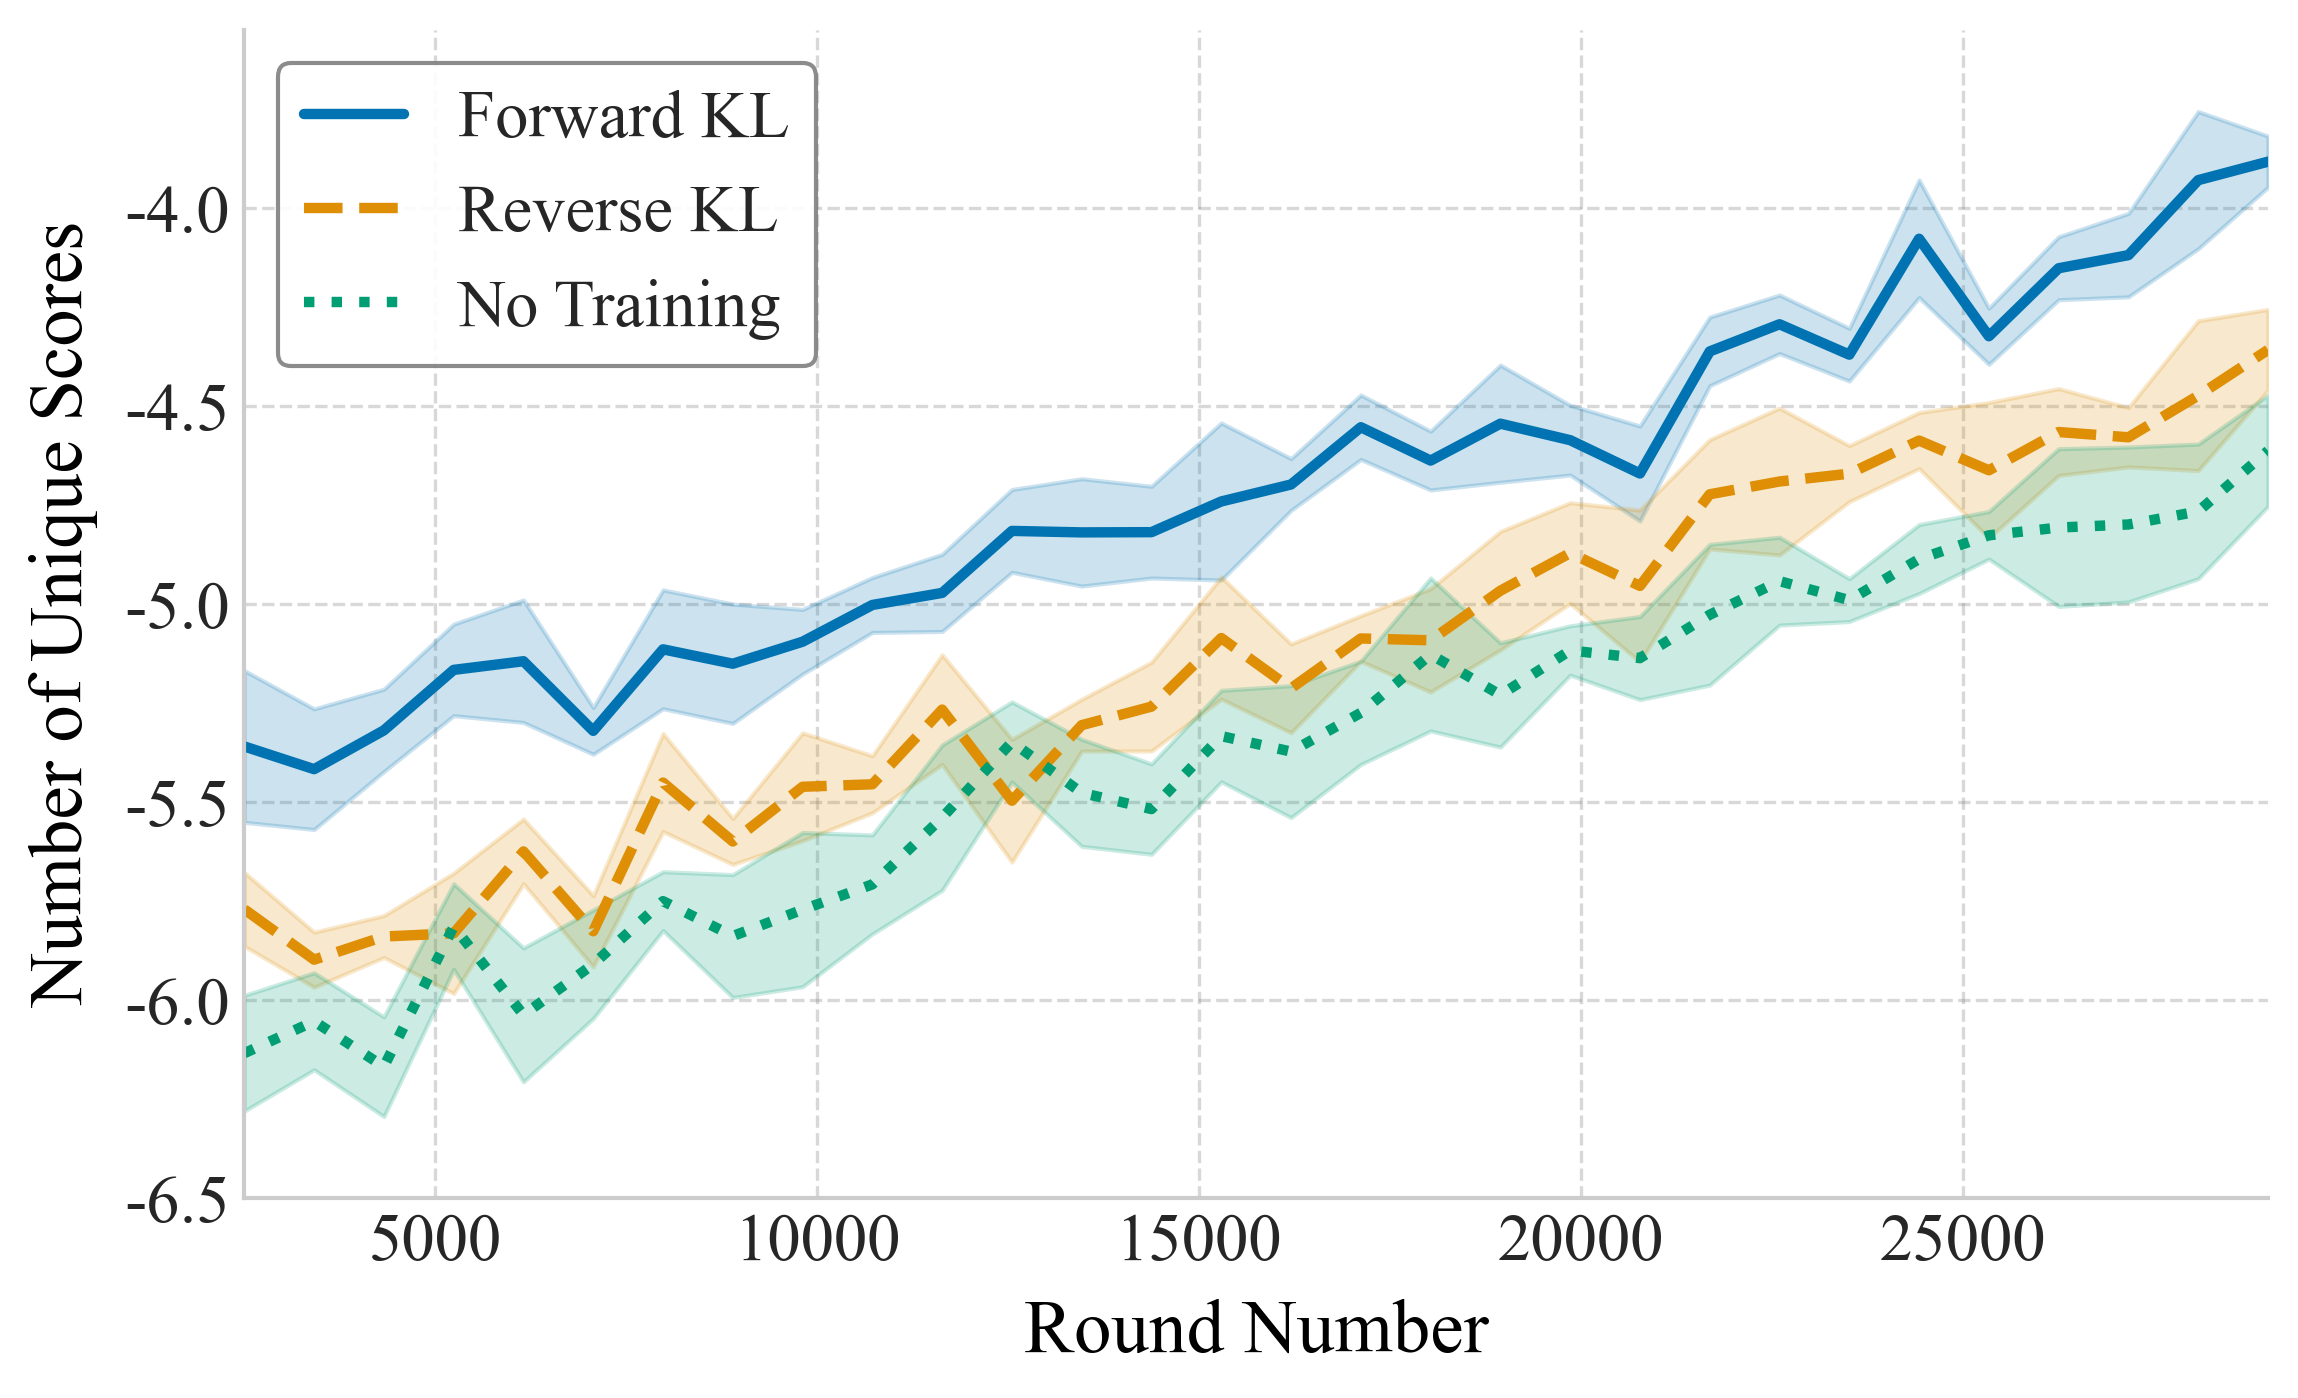 Forward KL
Reverse KL
No Training
Number of Unique Scores
-4.0
-4.5
-5.0
-5.5
-6.0
-6.5
5000 10000 15000 20000 25000
Round Number